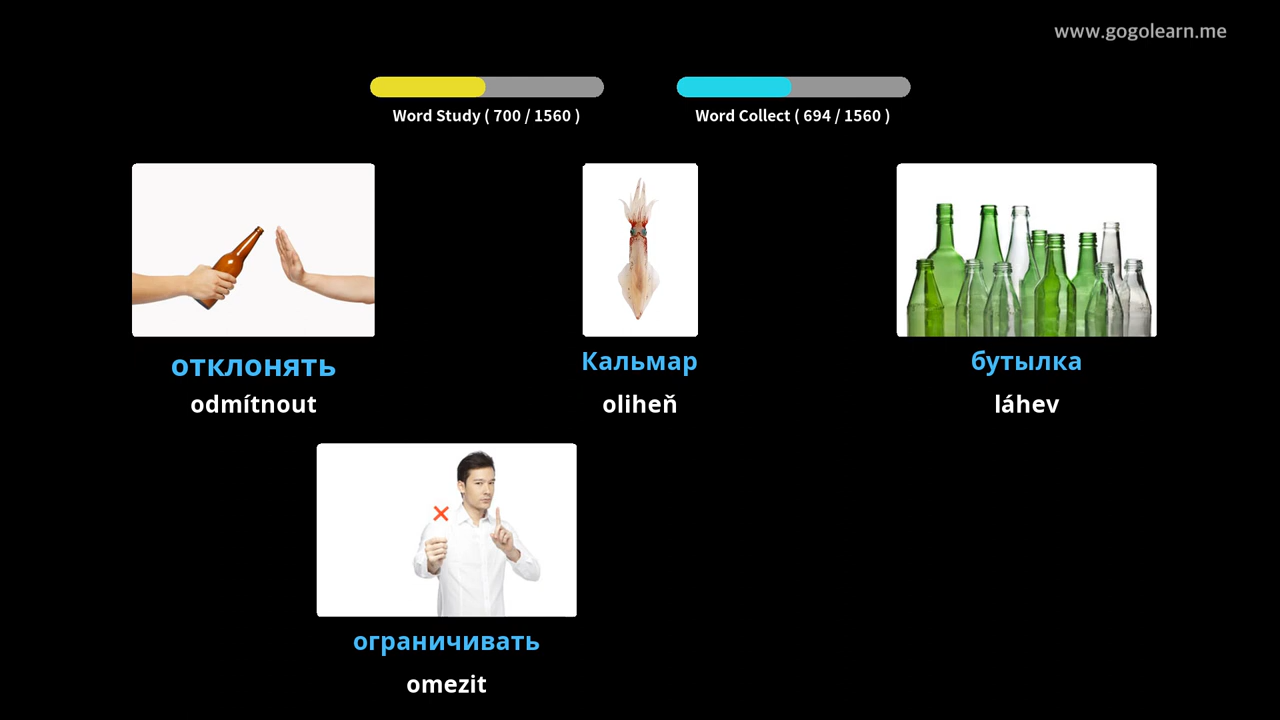 www.gogolearn.me
Word Study ( 700 / 1560 )
Word Collect ( 694 / 1560 )
отклонять
odmítnout
Кальмар
oliheň
бутылка
láhev
ограничивать
omezit